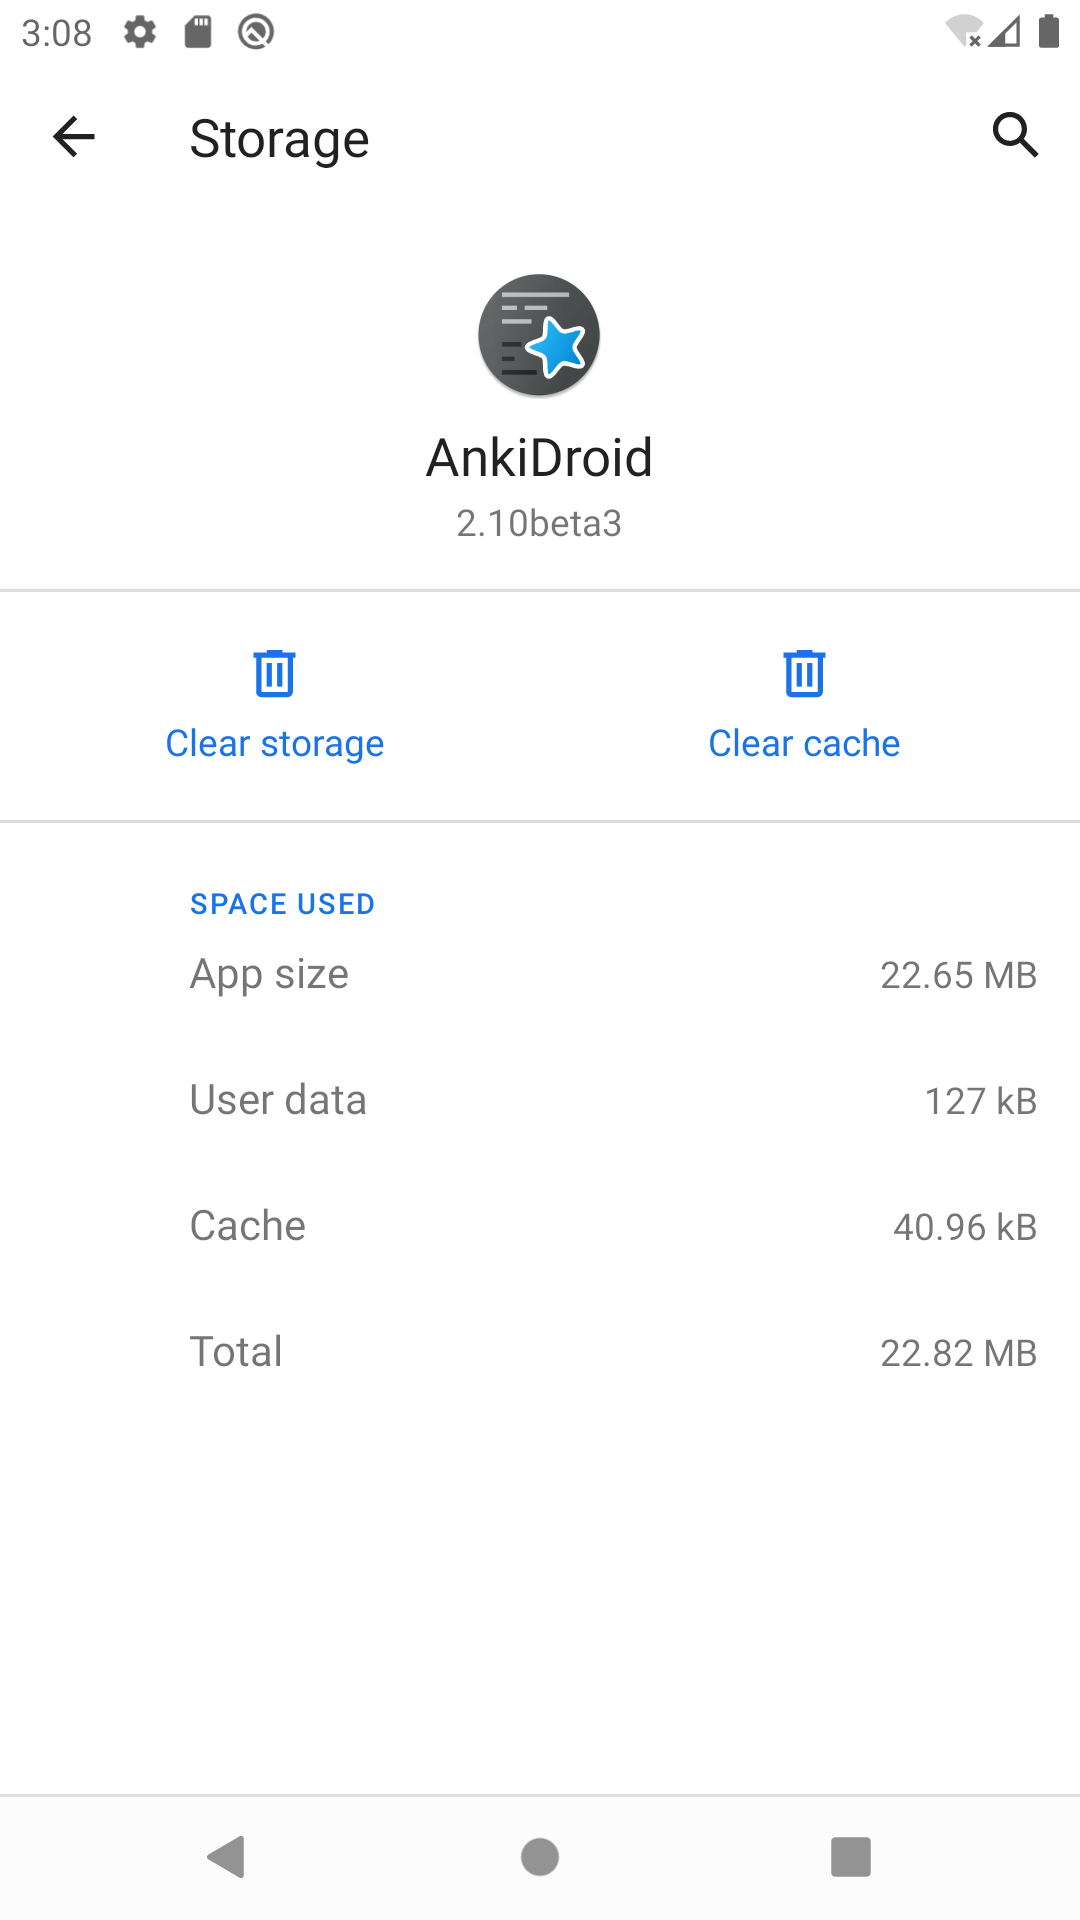 3:08
Storage
AnkiDroid
2.10beta3
Clear storage
Clear cache
SPACE USED
App size 22.65 MB
User data 127 kB
Cache 40.96 kB
Total 22.82 MB